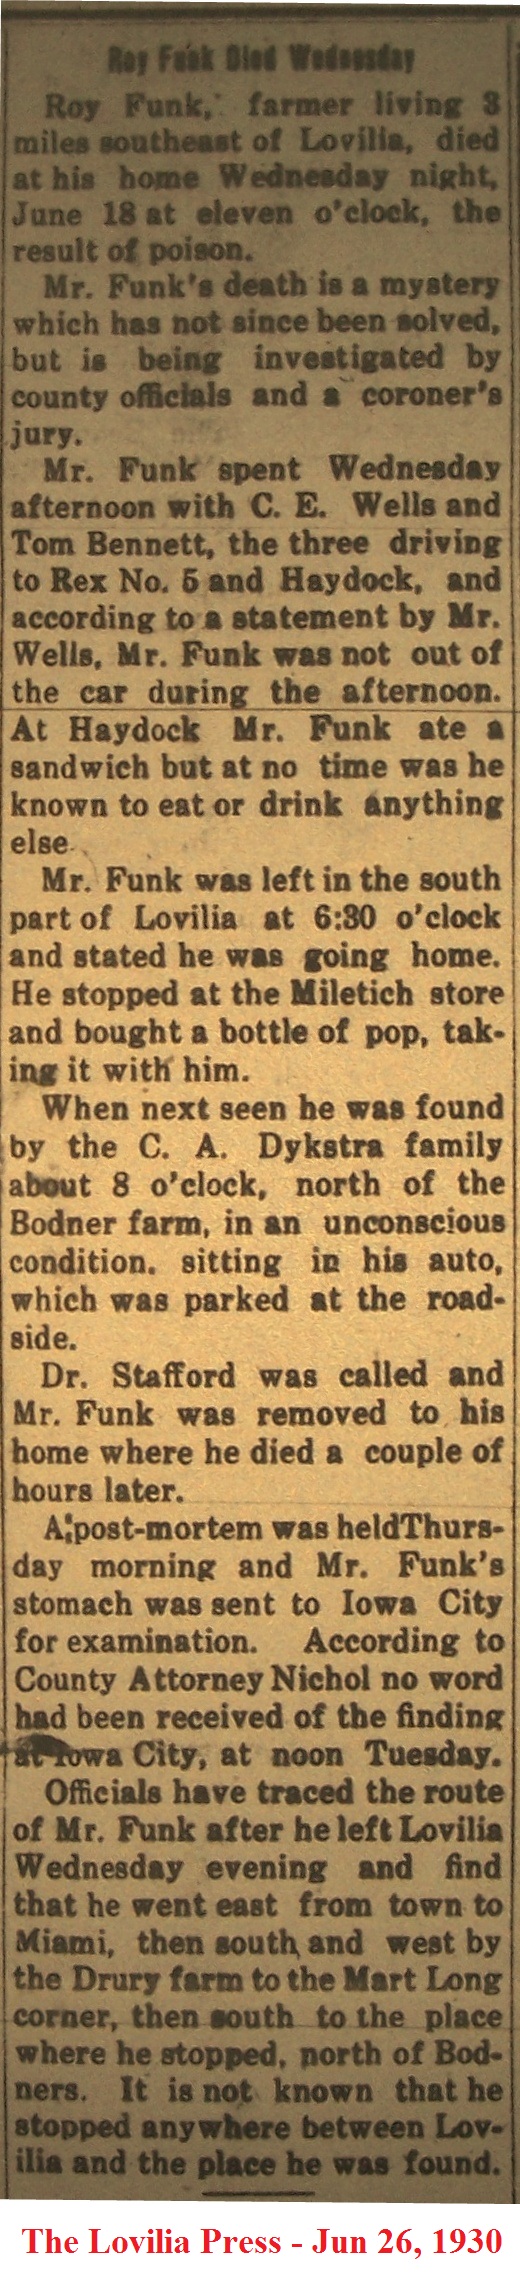 Roy Funk Died Wednesday
Roy Funk, farmer living 3
miles southeast of Lovilia, died
at his home Wednesday night,
June 18 at eleven o'clock, the
result of poison.
Mr. Funk's death is a mystery
which has not since been solved,
but is being investigated by
county officials and a coroner's
jury.
Mr. Funk spent Wednesday
afternoon with C. E. Wells and
Tom Bennett, the three driving
to Rex No. 5 and Haydock, and
according to a statement by Mr.
Wells, Mr. Funk was not out of
the car during the afternoon.
At Haydock Mr. Funk ate a
sandwich but at no time was he
known to eat or drink anything
else.
Mr. Funk was left in the south
part of Lovilia at 6:30 o'clock
and stated he was going home.
He stopped at the Miletich store
and bought a bottle of pop, tak-
ing it with him.
When next seen he was found
by the C. A. Dykstra family
about 8 o'clock, north of the
Bodner farm, in an unconscious
condition. sitting in his auto,
which was parked at the road-
side.
Dr. Stafford was called and
Mr. Funk was removed to his
home where he died a couple of
hours later.
A post-mortem was held Thurs-
day morning and Mr. Funk's
stomach was sent to Iowa City
for examination. According to
County Attorney Nichol no word
had been received of the finding
at Iowa City, at noon Tuesday.
Officials have traced the route
of Mr. Funk after he left Lovilia
Wednesday evening and find
that he went east from town to
Miami, then south and west by
the Drury farm to the Mart Long
corner, then south to the place
where he stopped, north of Bod-
ners. It is not known that he
stopped anywhere between Lov-
ilia and the place he was found.
The Lovilia Press - Jun 26, 1930